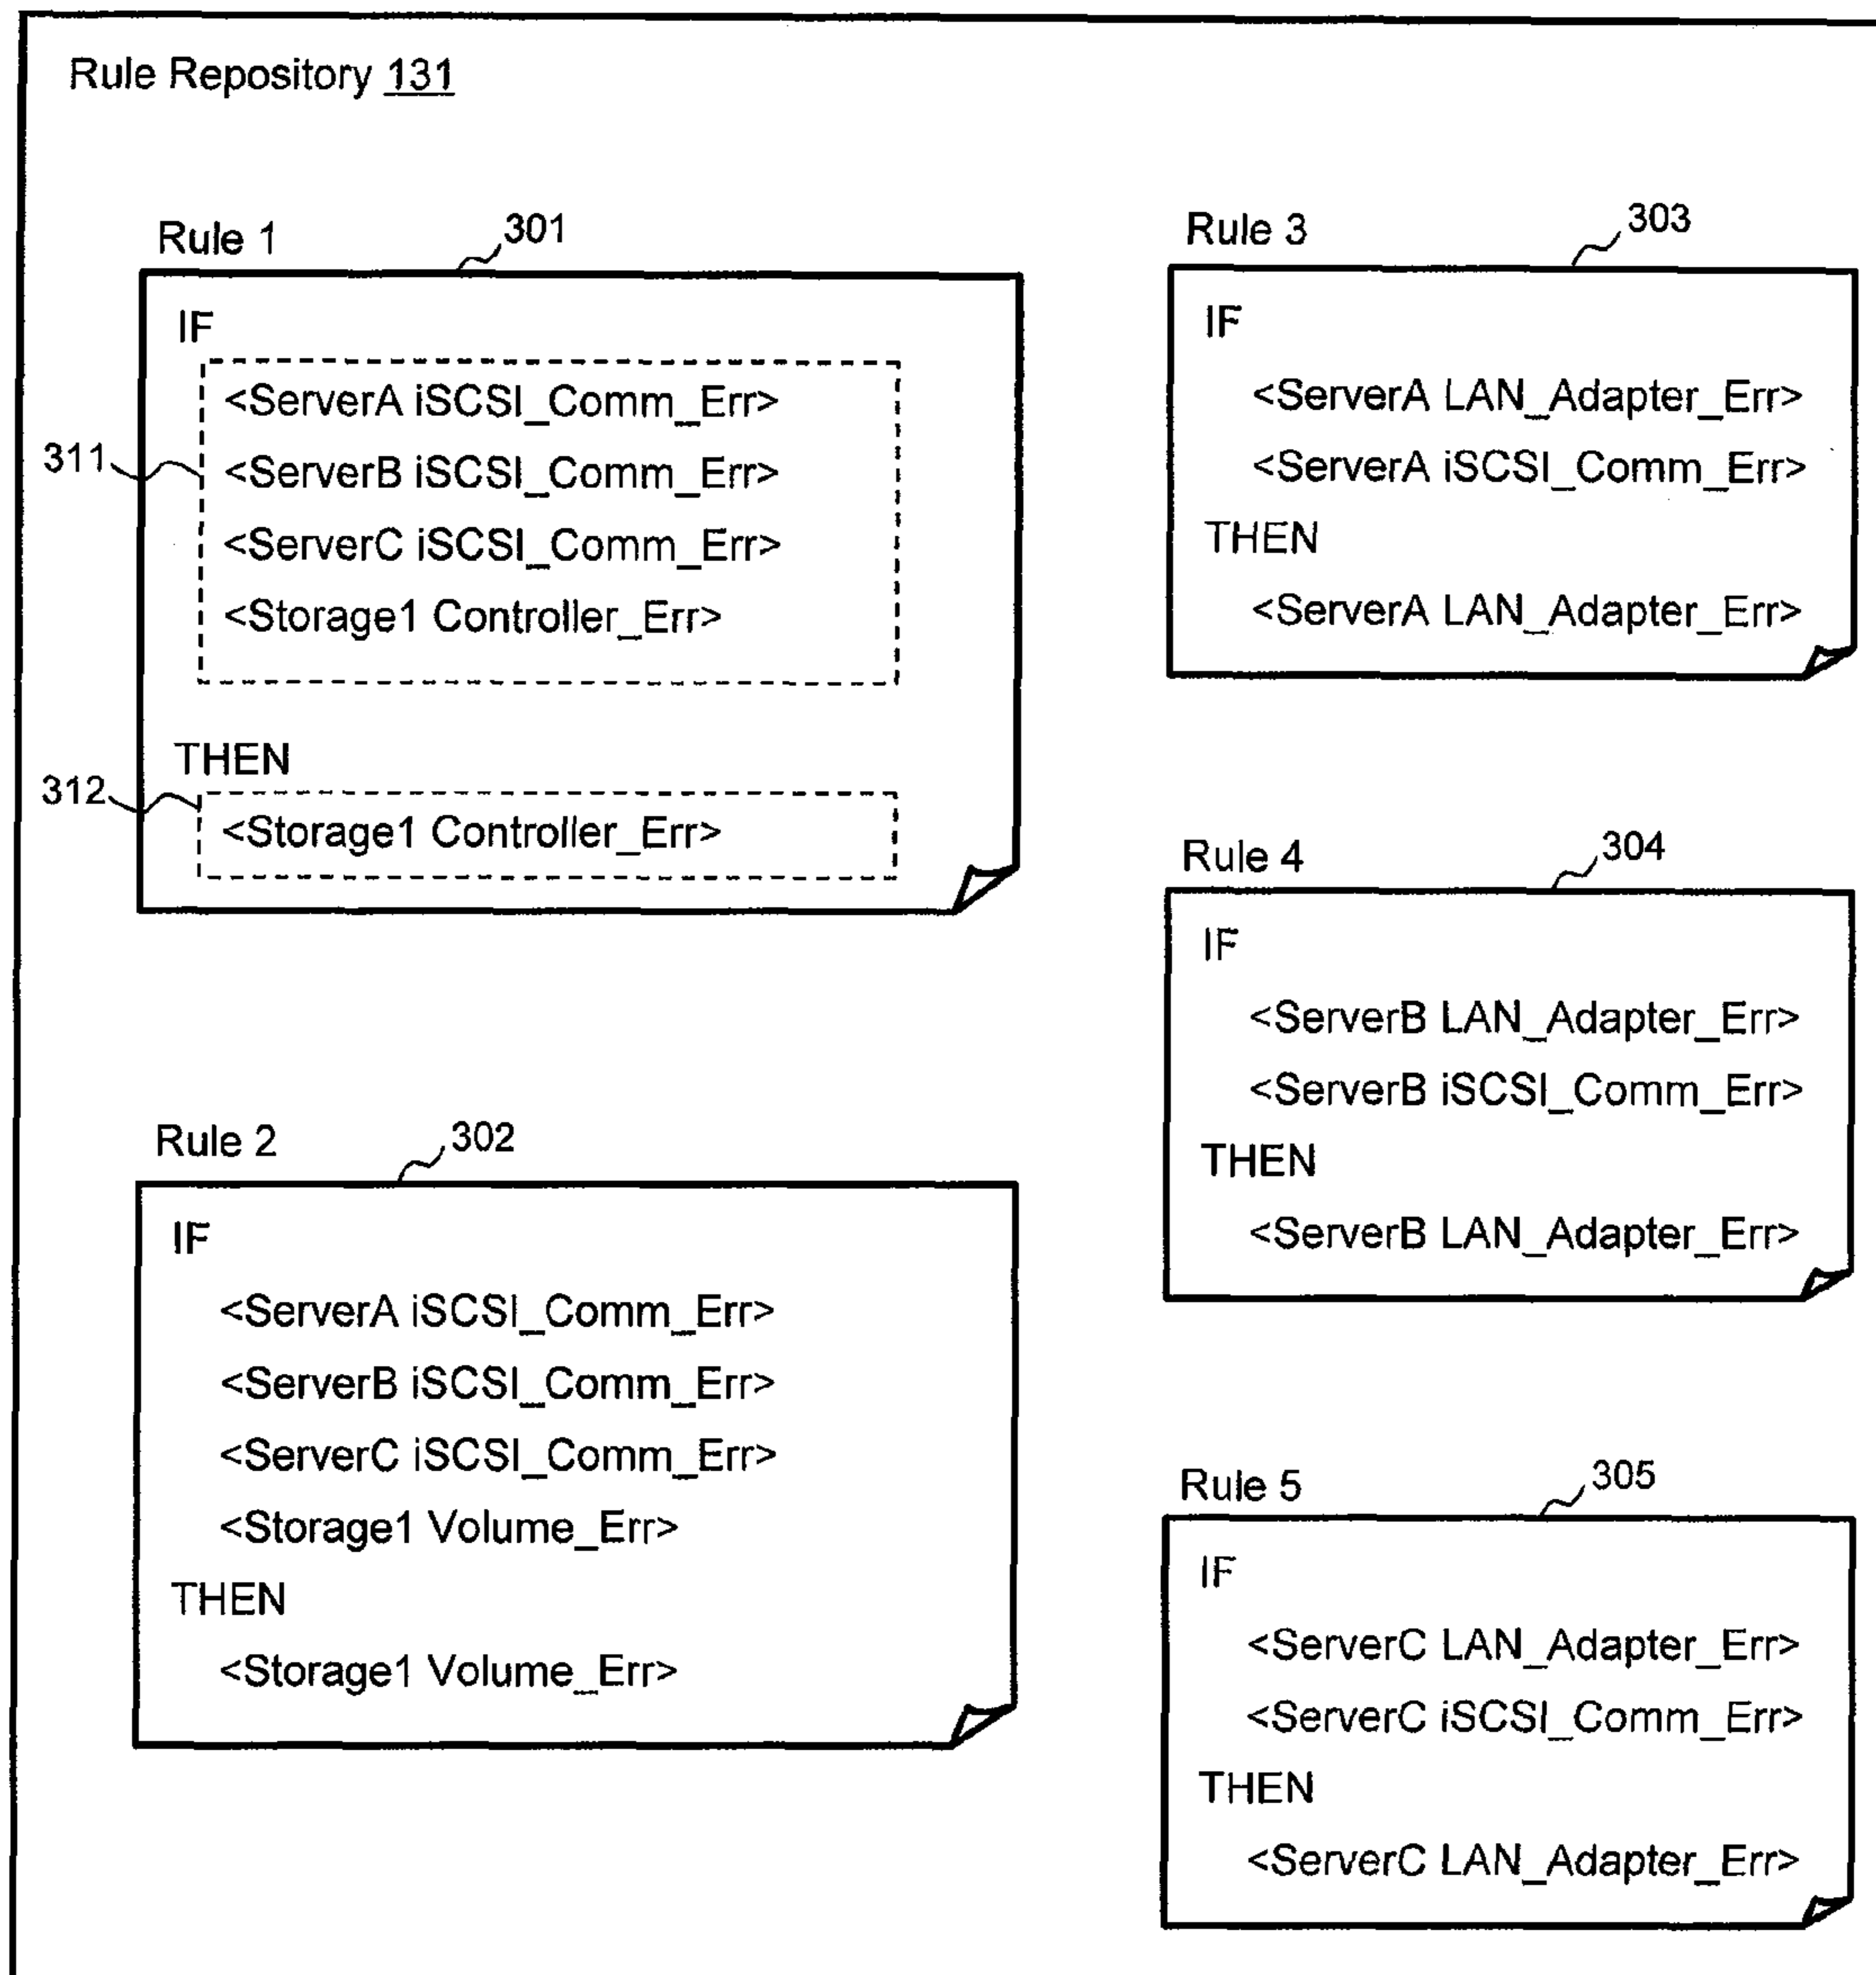 Rule Repository 131
Rule 1
301
IF
311
<ServerA iSCSI_Comm_Err>
<ServerB iSCSI_Comm_Err>
<ServerC iSCSI_Comm_Err>
<Storage1 Controller_Err>
THEN
312
<Storage1 Controller_Err>
Rule 2
302
IF
<ServerA iSCSI_Comm_Err>
<ServerB iSCSI_Comm_Err>
<ServerC iSCSI_Comm_Err>
<Storage1 Volume_Err>
THEN
<Storage1 Volume_Err>
Rule 3
303
IF
<ServerA LAN_Adapter_Err>
<ServerA iSCSI_Comm_Err>
THEN
<ServerA LAN_Adapter_Err>
Rule 4
304
IF
<ServerB LAN_Adapter_Err>
<ServerB iSCSI_Comm_Err>
THEN
<ServerB LAN_Adapter_Err>
Rule 5
305
IF
<ServerC LAN_Adapter_Err>
<ServerC iSCSI_Comm_Err>
THEN
<ServerC LAN_Adapter_Err>